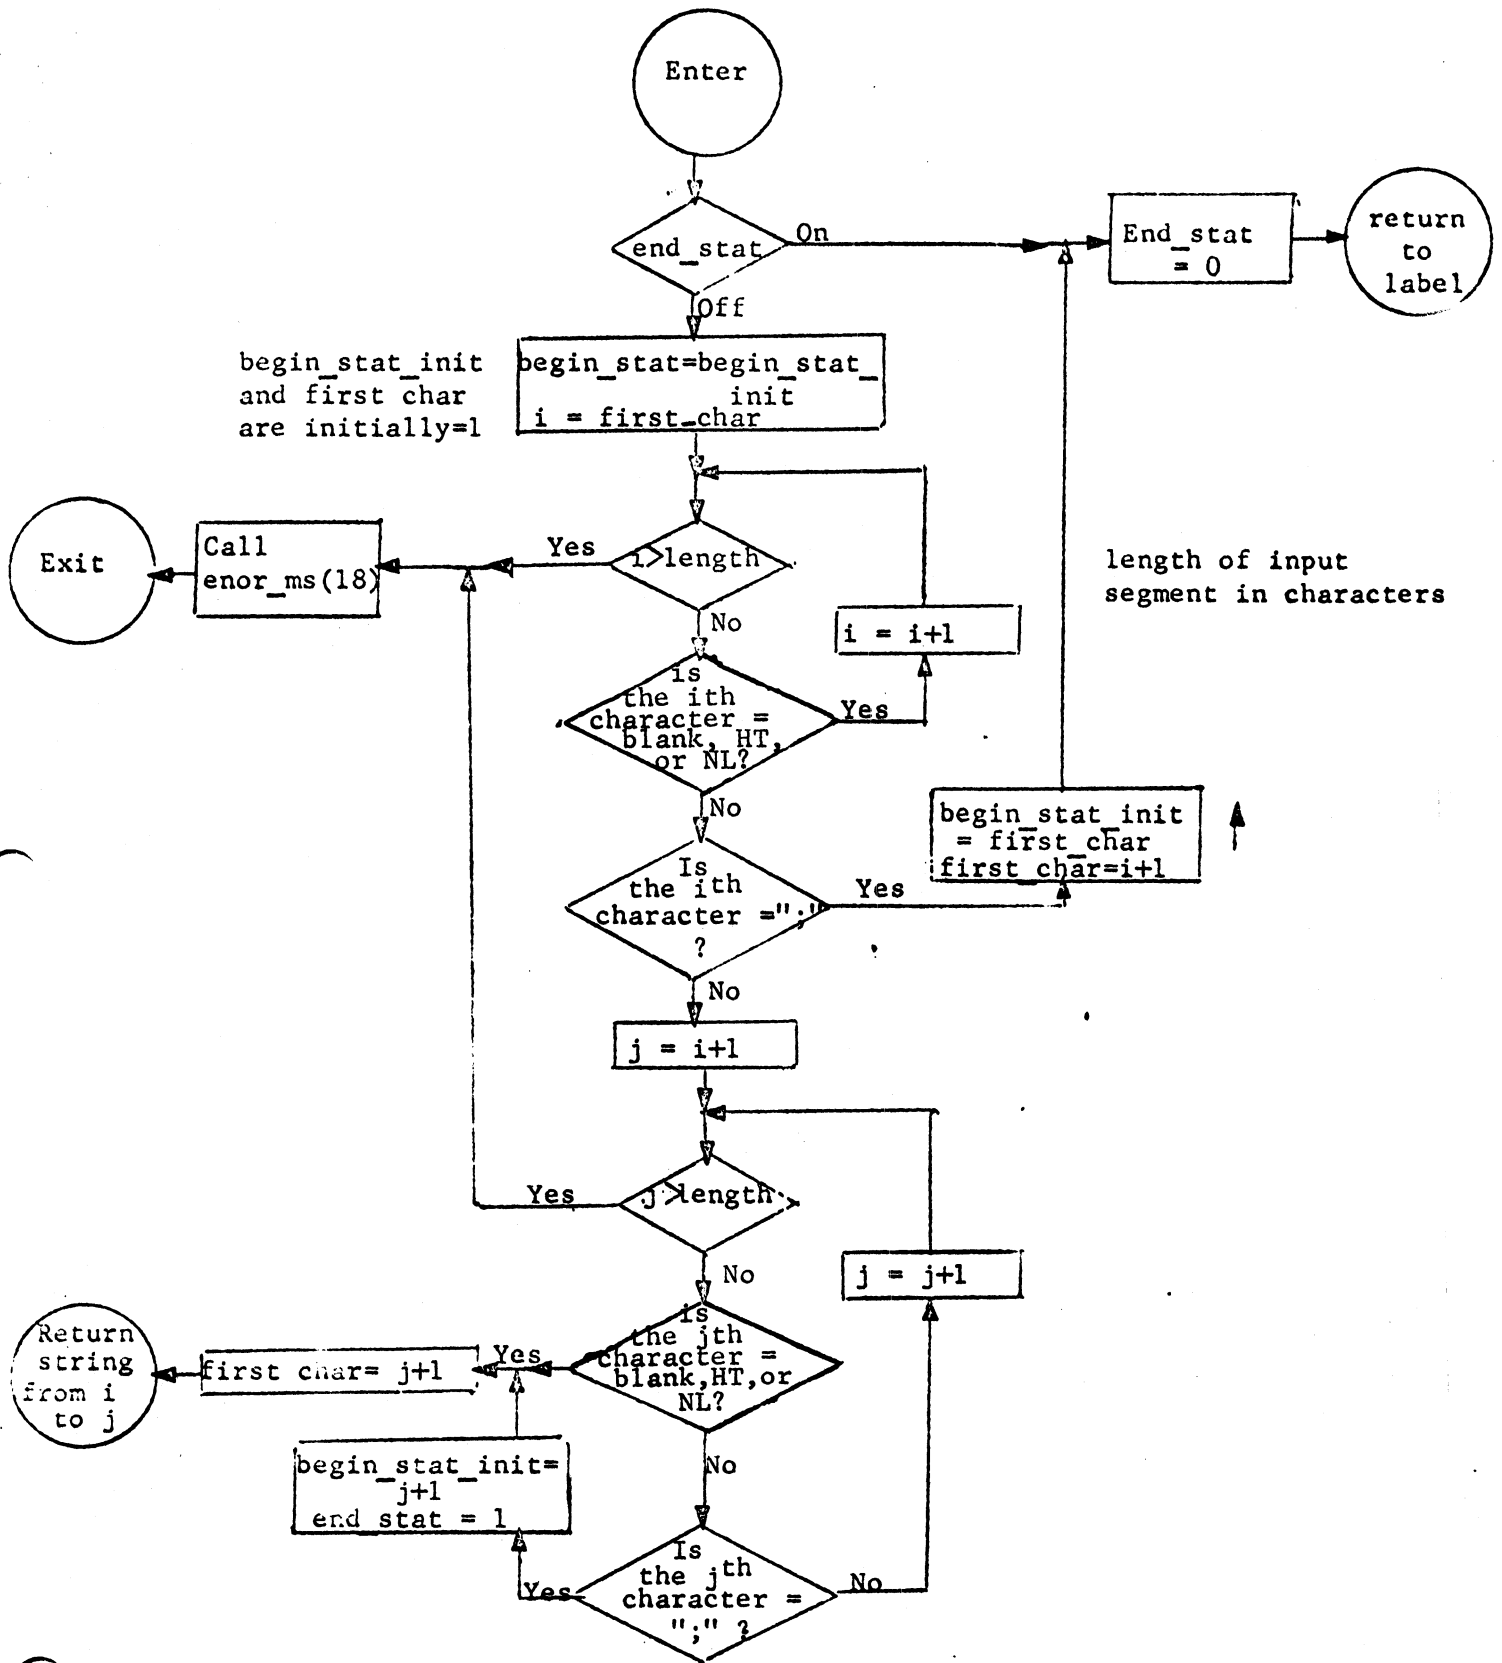 Enter
end_stat
On
End_stat
= 0
return
to
label
Off
begin_stat_init
and first char
are initially=1
begin_stat=begin_stat_
init
i = first_char
Exit
Call
enor_ms(18)
Yes
i>length
length of input
segment in characters
No
i = i+1
is
the ith
character =
blank, HT,
or NL?
Yes
No
begin_stat_init
= first_char
first_char=i+1
Is
the ith
character =";"
?
Yes
No
j = i+1
Yes
j>length
No
j = j+1
is
the jth
character =
blank,HT,or
NL?
Yes
first char= j+1
Return
string
from i
to j
begin_stat_init=
j+1
end stat = 1
No
Is
the jth
character =
";" ?
Yes
No